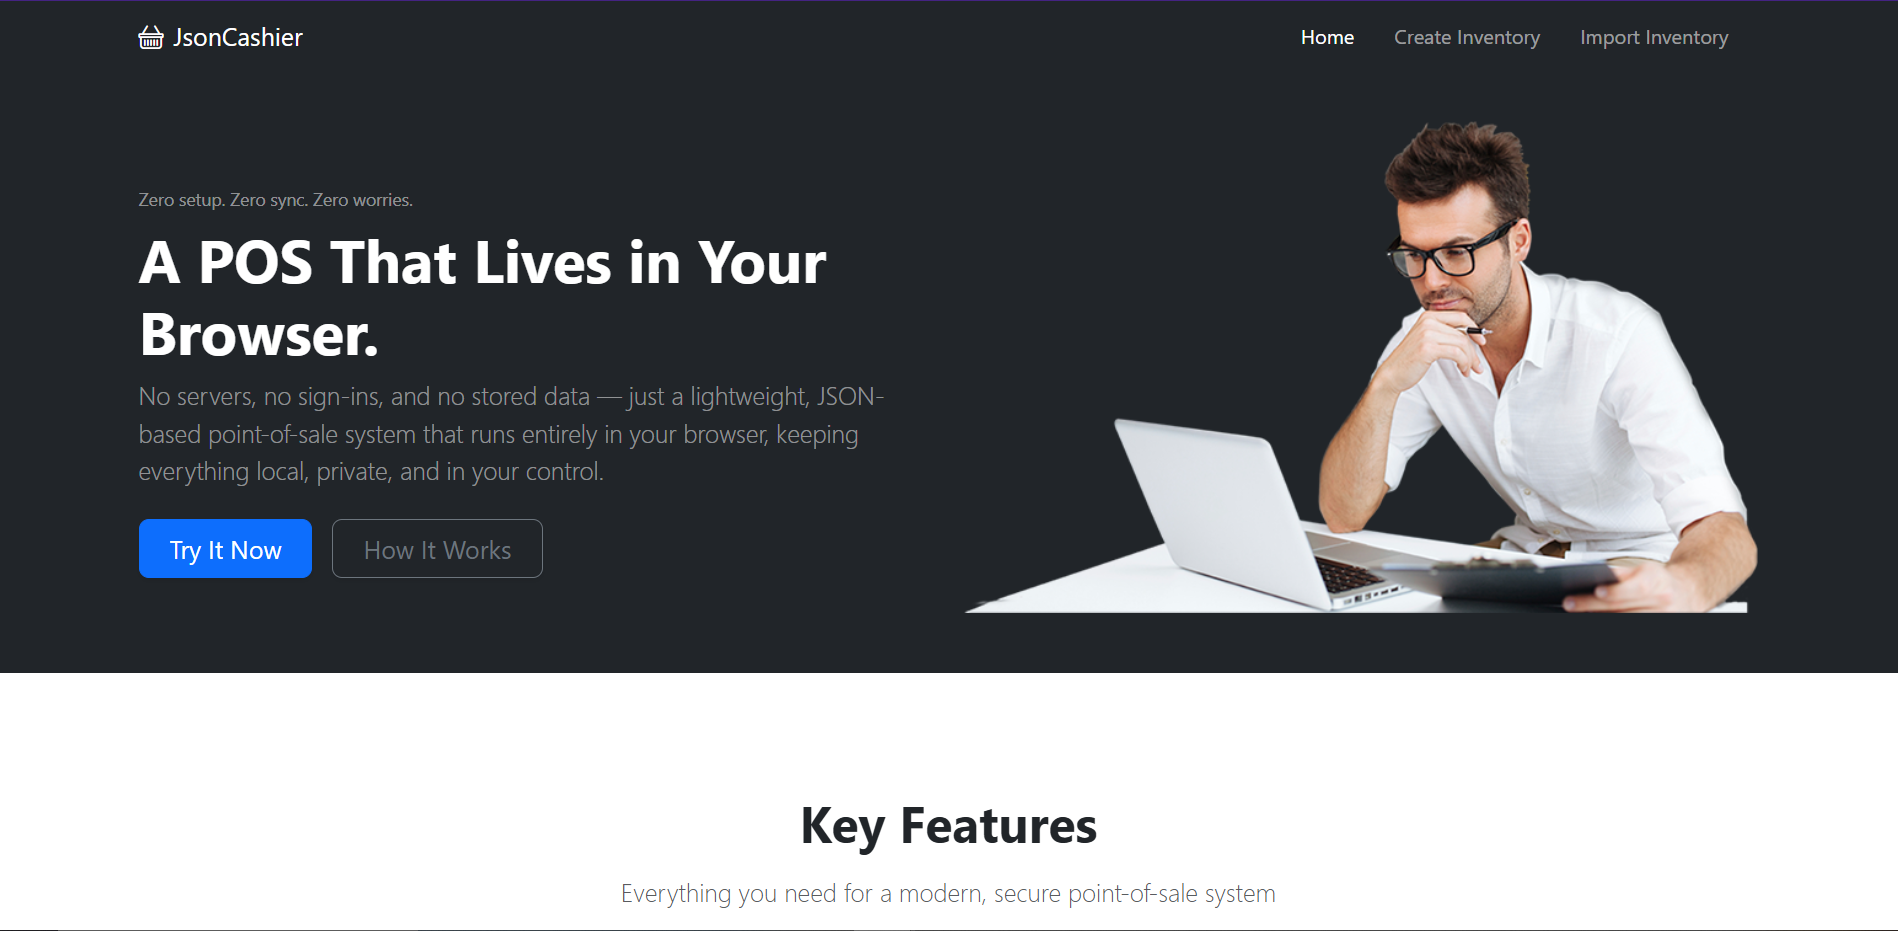 JsonCashier
Home
Create Inventory
Import Inventory
Zero setup. Zero sync. Zero worries.
A POS That Lives in Your
Browser.
No servers, no sign-ins, and no stored data — just a lightweight, JSON-
based point-of-sale system that runs entirely in your browser, keeping
everything local, private, and in your control.
Try It Now
How It Works
Key Features
Everything you need for a modern, secure point-of-sale system